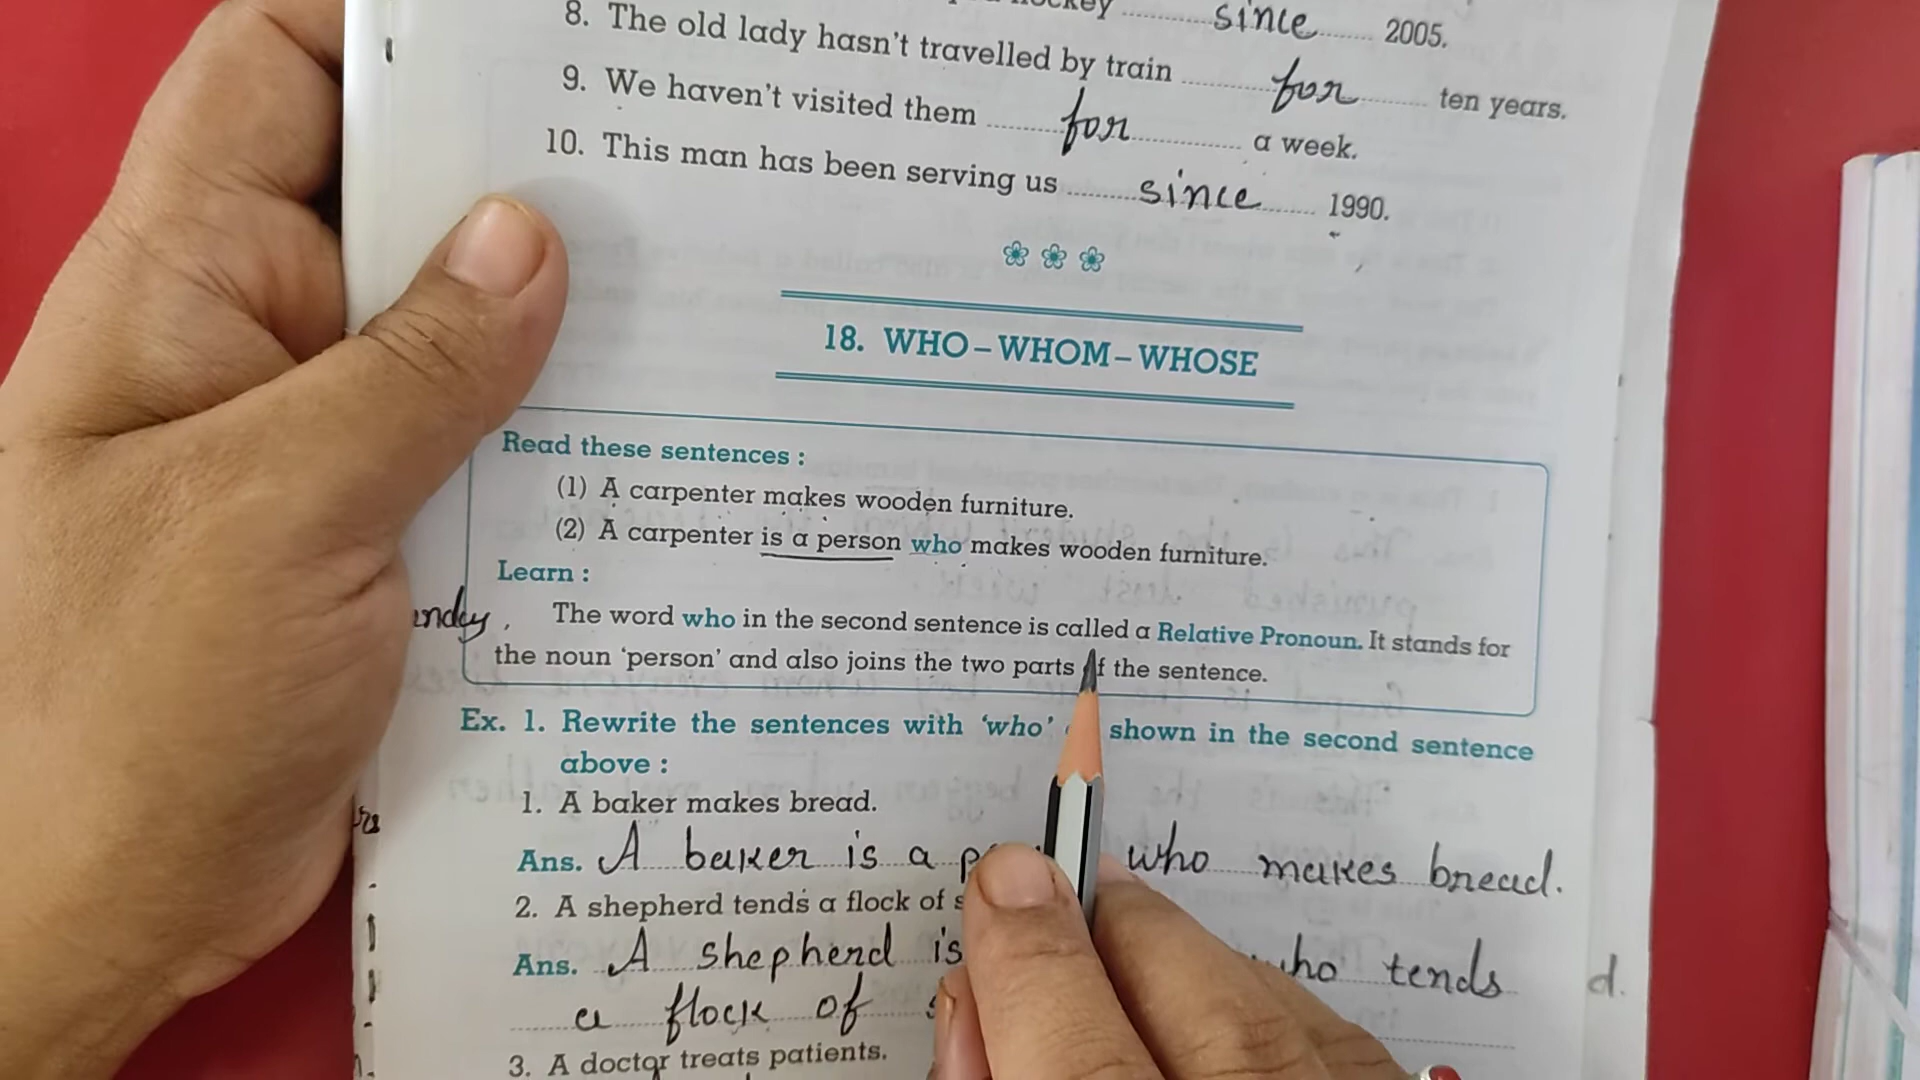 since 2005.
8. The old lady hasn't travelled by train for ten years.
9. We haven't visited them for a week.
10. This man has been serving us since 1990.
18. WHO – WHOM – WHOSE
Read these sentences :
(1) A carpenter makes wooden furniture.
(2) A carpenter is a person who makes wooden furniture.
Learn :
The word who in the second sentence is called a Relative Pronoun. It stands for
the noun 'person' and also joins the two parts of the sentence.
Ex. 1. Rewrite the sentences with 'who' shown in the second sentence
above :
1. A baker makes bread.
Ans. A baker is a who makes bread.
2. A shepherd tends a flock of
Ans. A shepherd is who tends
a flock of
3. A doctor treats patients.